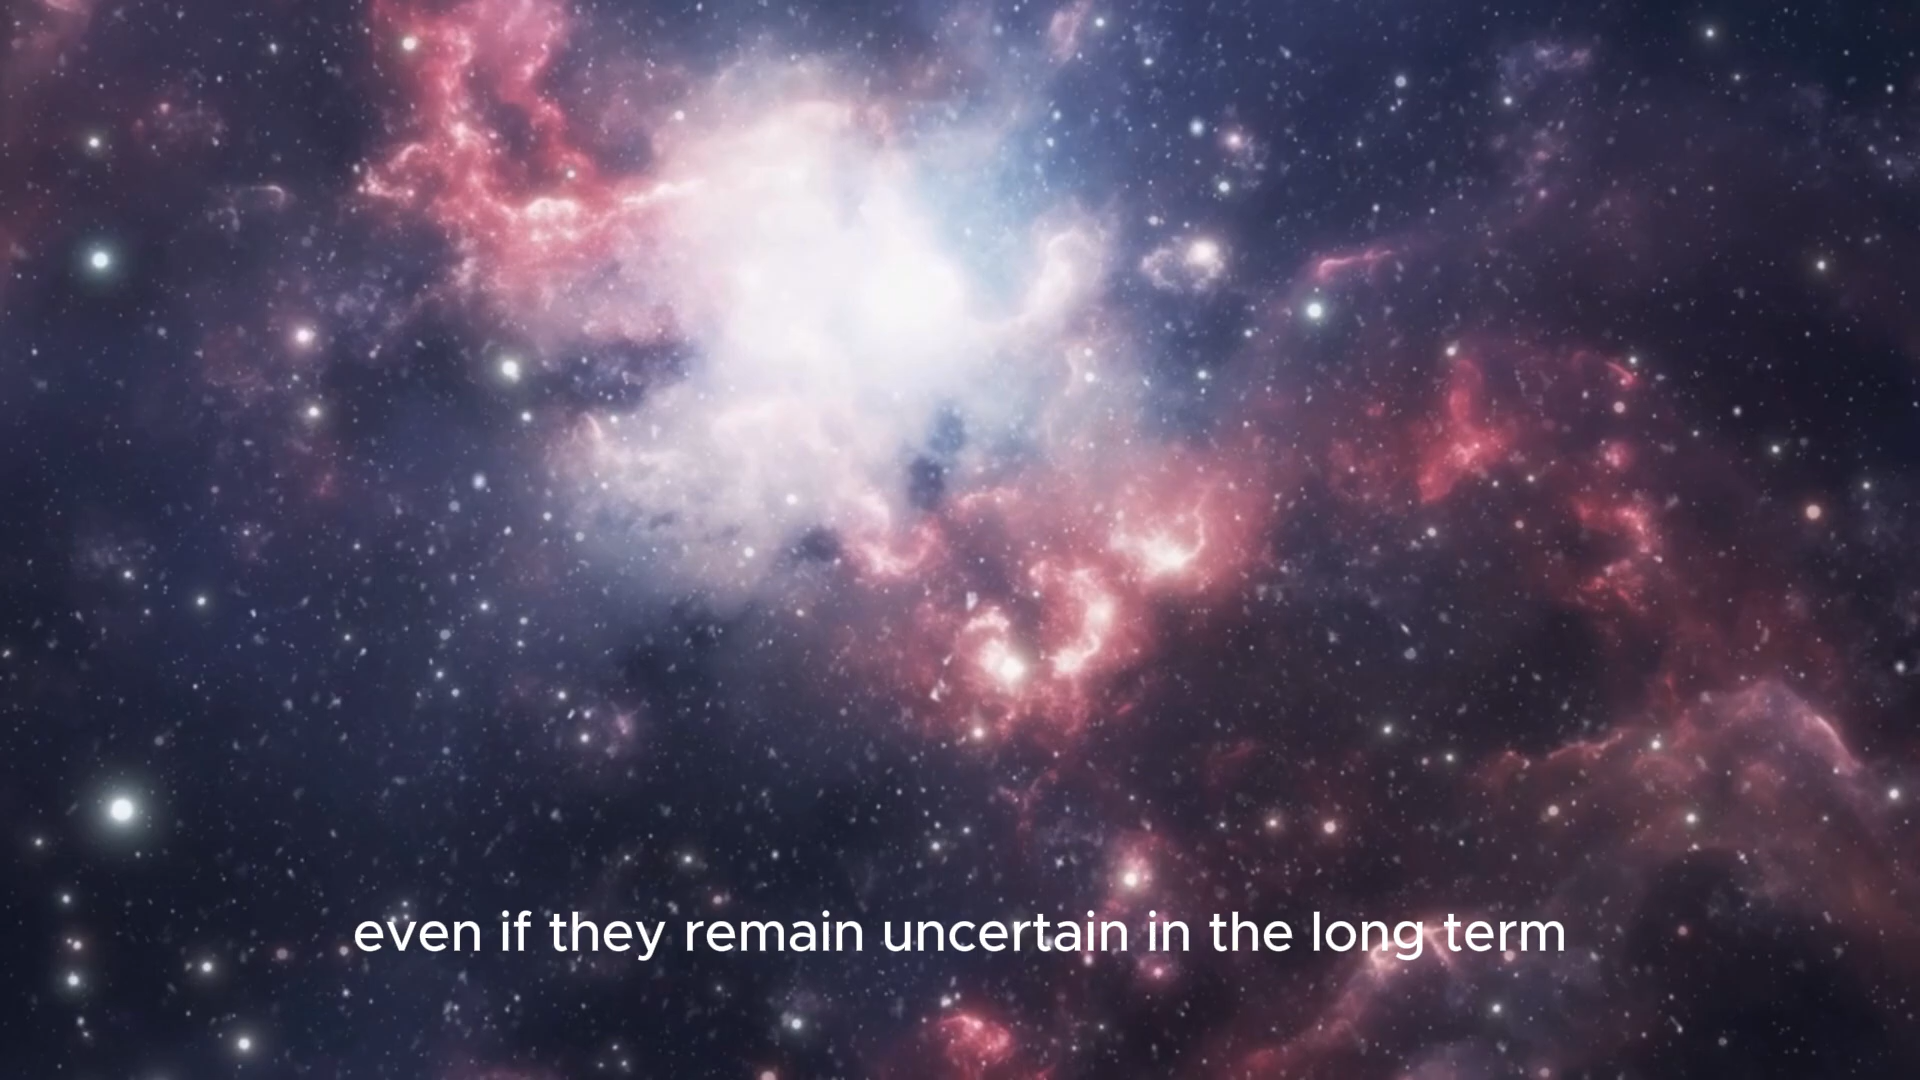 even if they remain uncertain in the long term